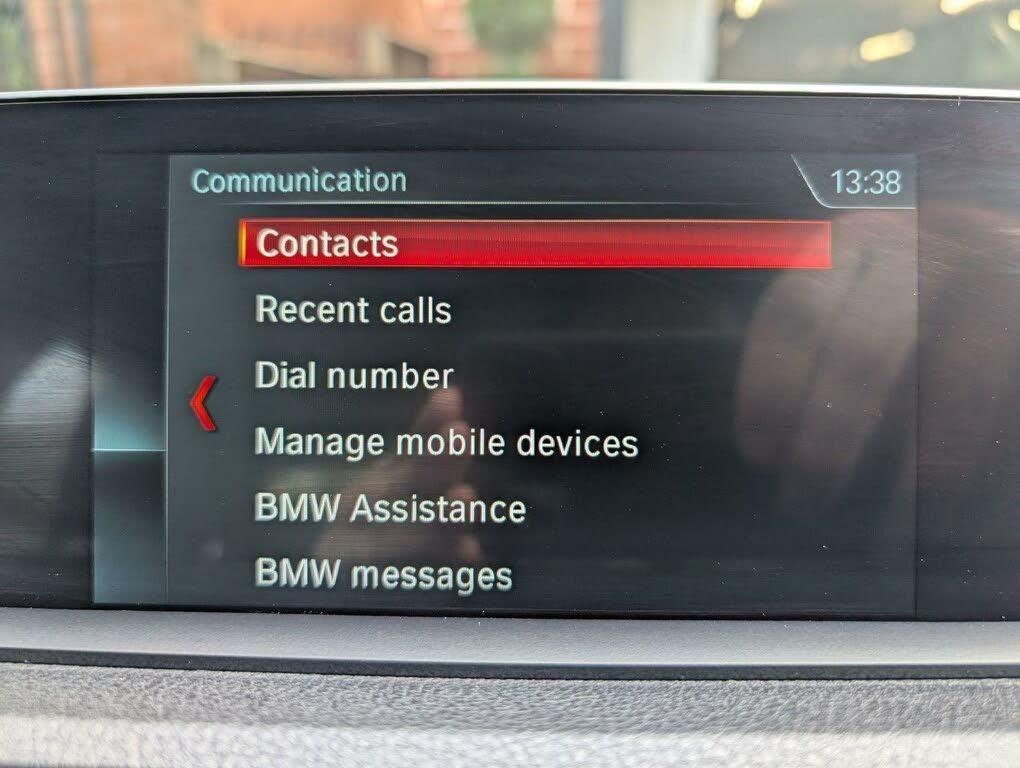 Communication
13:38
Contacts
Recent calls
Dial number
Manage mobile devices
BMW Assistance
BMW messages